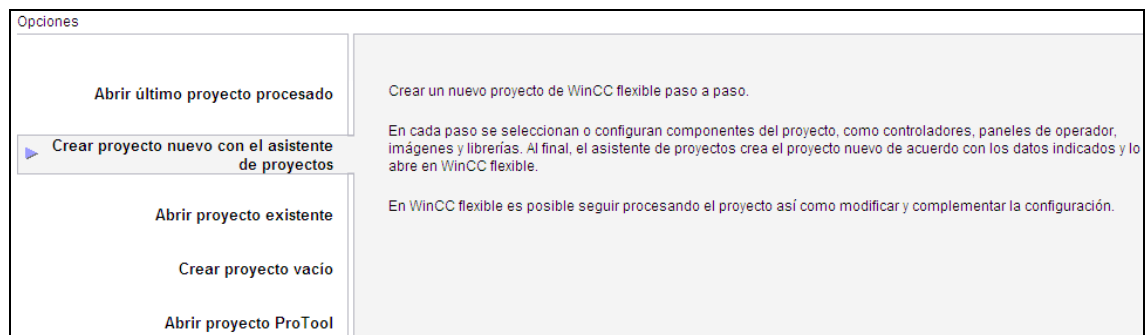 Opciones
Abrir último proyecto procesado
Crear proyecto nuevo con el asistente
de proyectos
Abrir proyecto existente
Crear proyecto vacío
Abrir proyecto ProTool
Crear un nuevo proyecto de WinCC flexible paso a paso.
En cada paso se seleccionan o configuran componentes del proyecto, como controladores, paneles de operador,
imágenes y librerías. Al final, el asistente de proyectos crea el proyecto nuevo de acuerdo con los datos indicados y lo
abre en WinCC flexible.
En WinCC flexible es posible seguir procesando el proyecto así como modificar y complementar la configuración.